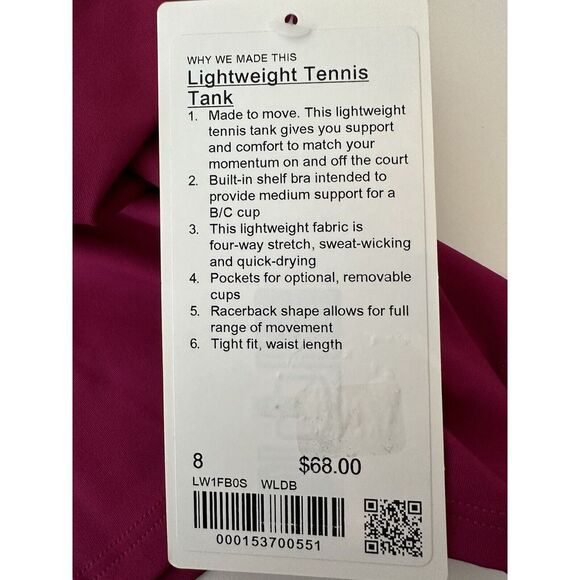 WHY WE MADE THIS
Lightweight Tennis
Tank
1. Made to move. This lightweight
tennis tank gives you support
and comfort to match your
momentum on and off the court
2. Built-in shelf bra intended to
provide medium support for a
B/C cup
3. This lightweight fabric is
four-way stretch, sweat-wicking
and quick-drying
4. Pockets for optional, removable
cups
5. Racerback shape allows for full
range of movement
6. Tight fit, waist length
8 $68.00
LW1FB0S WLDB
000153700551